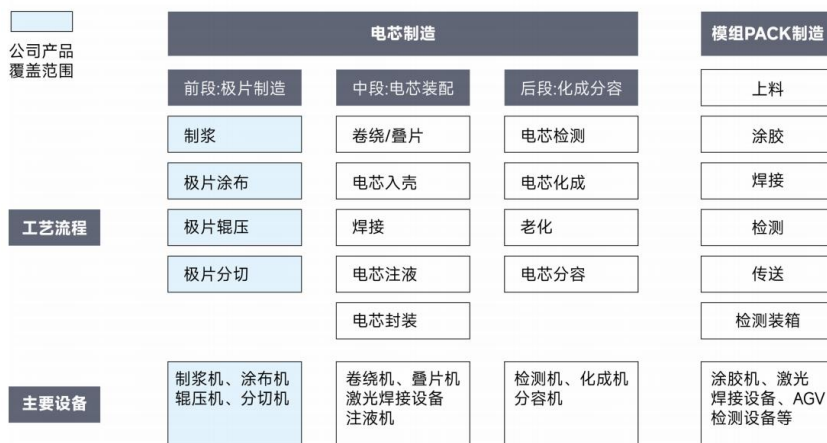 公司产品
覆盖范围
电芯制造
模组PACK制造
前段:极片制造
中段:电芯装配
后段:化成分容
上料
制浆
卷绕/叠片
电芯检测
涂胶
极片涂布
电芯入壳
电芯化成
焊接
工艺流程
极片辊压
焊接
老化
检测
极片分切
电芯注液
电芯分容
传送
电芯封装
检测装箱
主要设备
制浆机、涂布机
辊压机、分切机
卷绕机、叠片机
激光焊接设备
注液机
检测机、化成机
分容机
涂胶机、激光
焊接设备、AGV
检测设备等